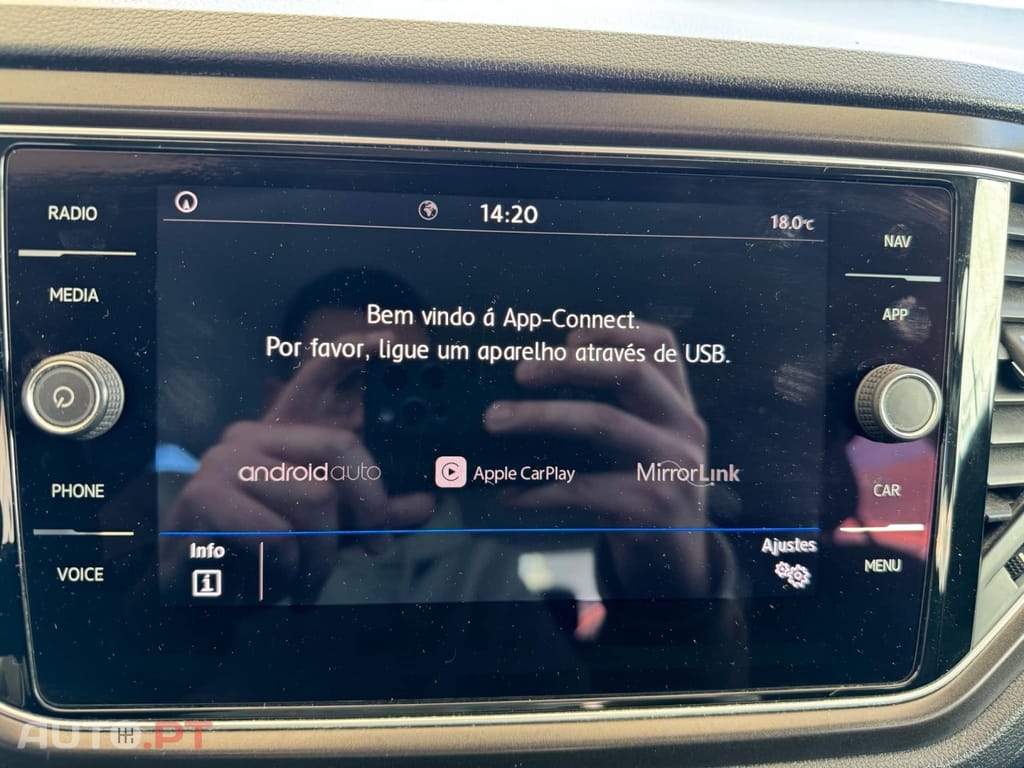 RADIO
MEDIA
PHONE
VOICE
14:20
18.0°C
Bem vindo á App-Connect.
Por favor, ligue um aparelho através de USB.
androidauto
Apple CarPlay
MirrorLink
Info
Ajustes
NAV
APP
CAR
MENU
AUTO.PT